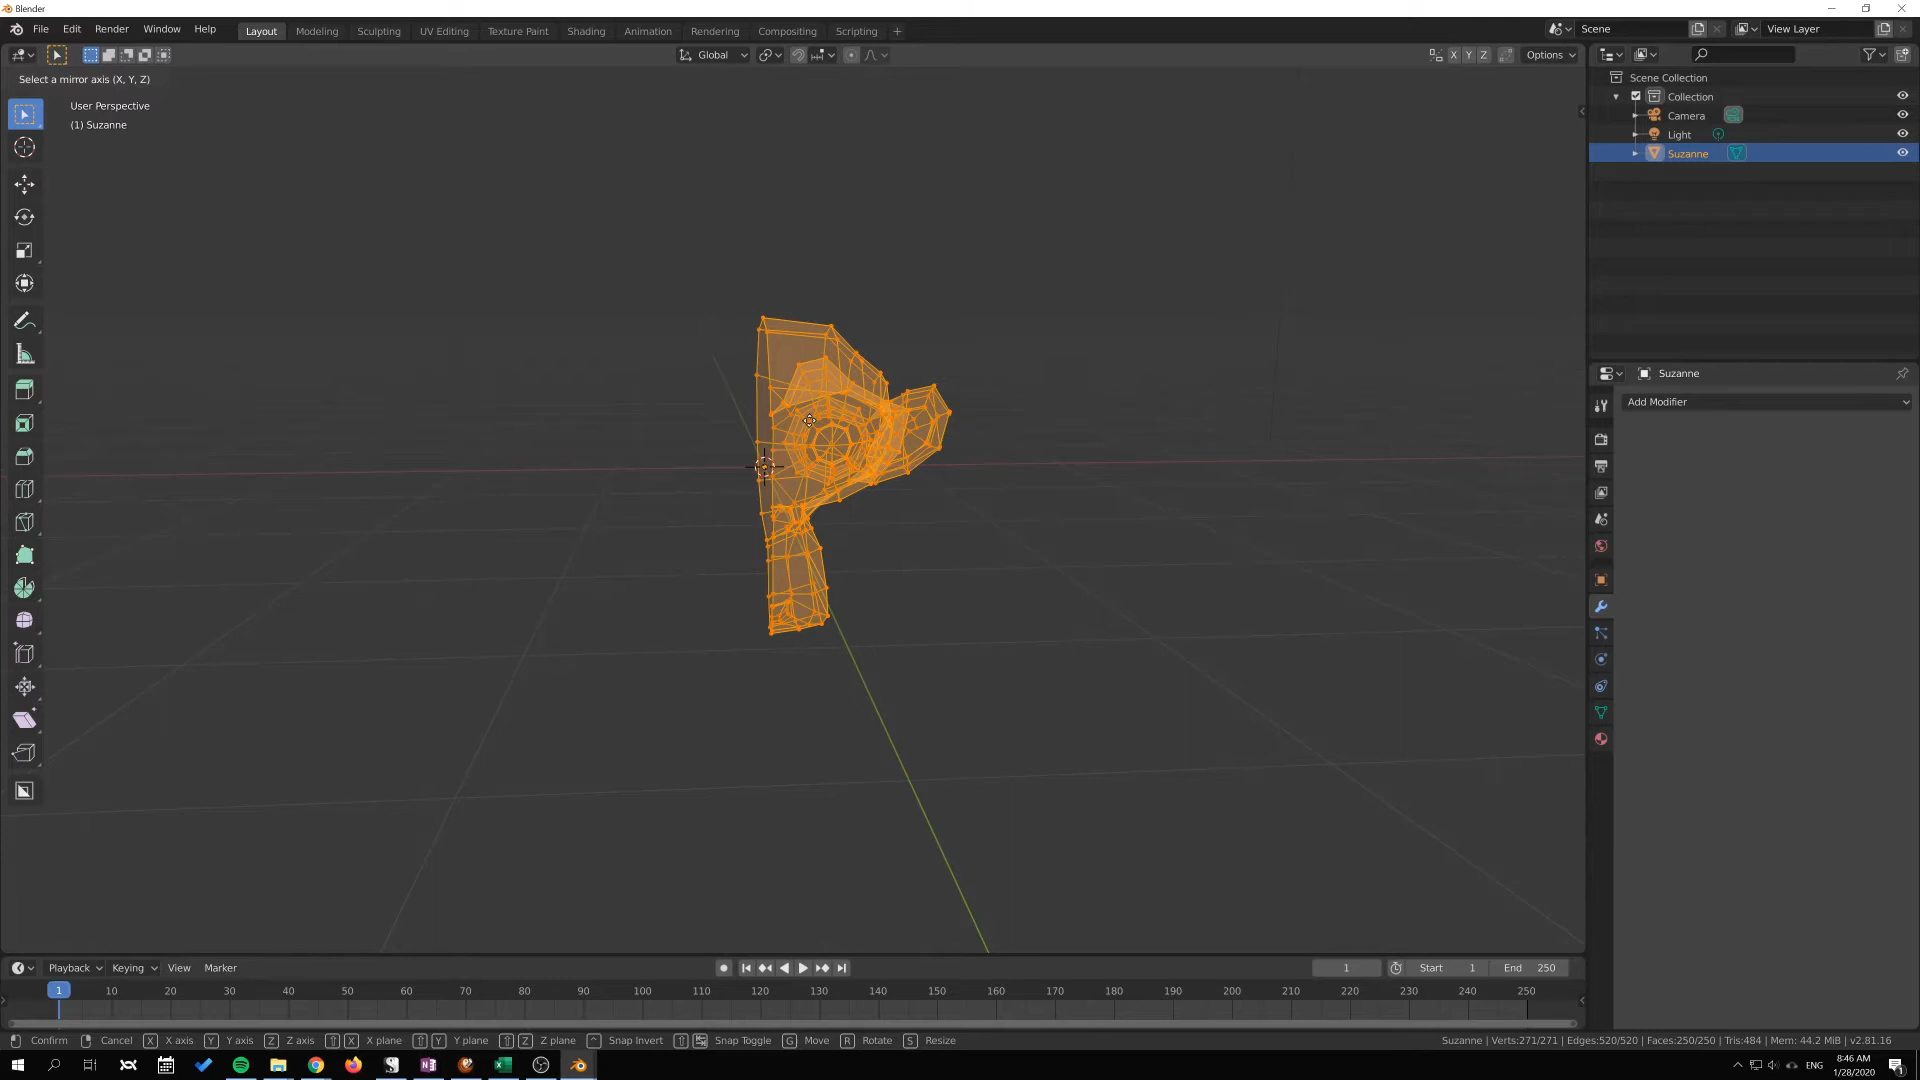 Blender
File Edit Render Window Help Layout Modeling Sculpting UV Editing Texture Paint Shading Animation Rendering Compositing Scripting + Scene View Layer
Global X Y Z Options
Select a mirror axis (X, Y, Z)
User Perspective
(1) Suzanne
Scene Collection
Collection
Camera
Light
Suzanne
Suzanne
Add Modifier
Playback Keying View Marker 1 Start 1 End 250
1 10 20 30 40 50 60 70 80 90 100 110 120 130 140 150 160 170 180 190 200 210 220 230 240 250
Confirm Cancel X X axis Y Y axis Z Z axis X X plane Y Y plane Z Z plane Snap Invert Snap Toggle G Move R Rotate S Resize Suzanne | Verts:271/271 | Edges:520/520 | Faces:250/250 | Tris:484 | Mem: 44.2 MiB | v2.81.16
ENG 8:46 AM
1/28/2020